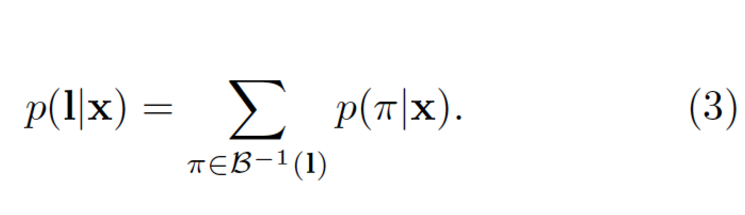 p(𝐥|𝐱) = ∑_{π∈ℬ⁻¹(𝐥)} p(π|𝐱). (3)